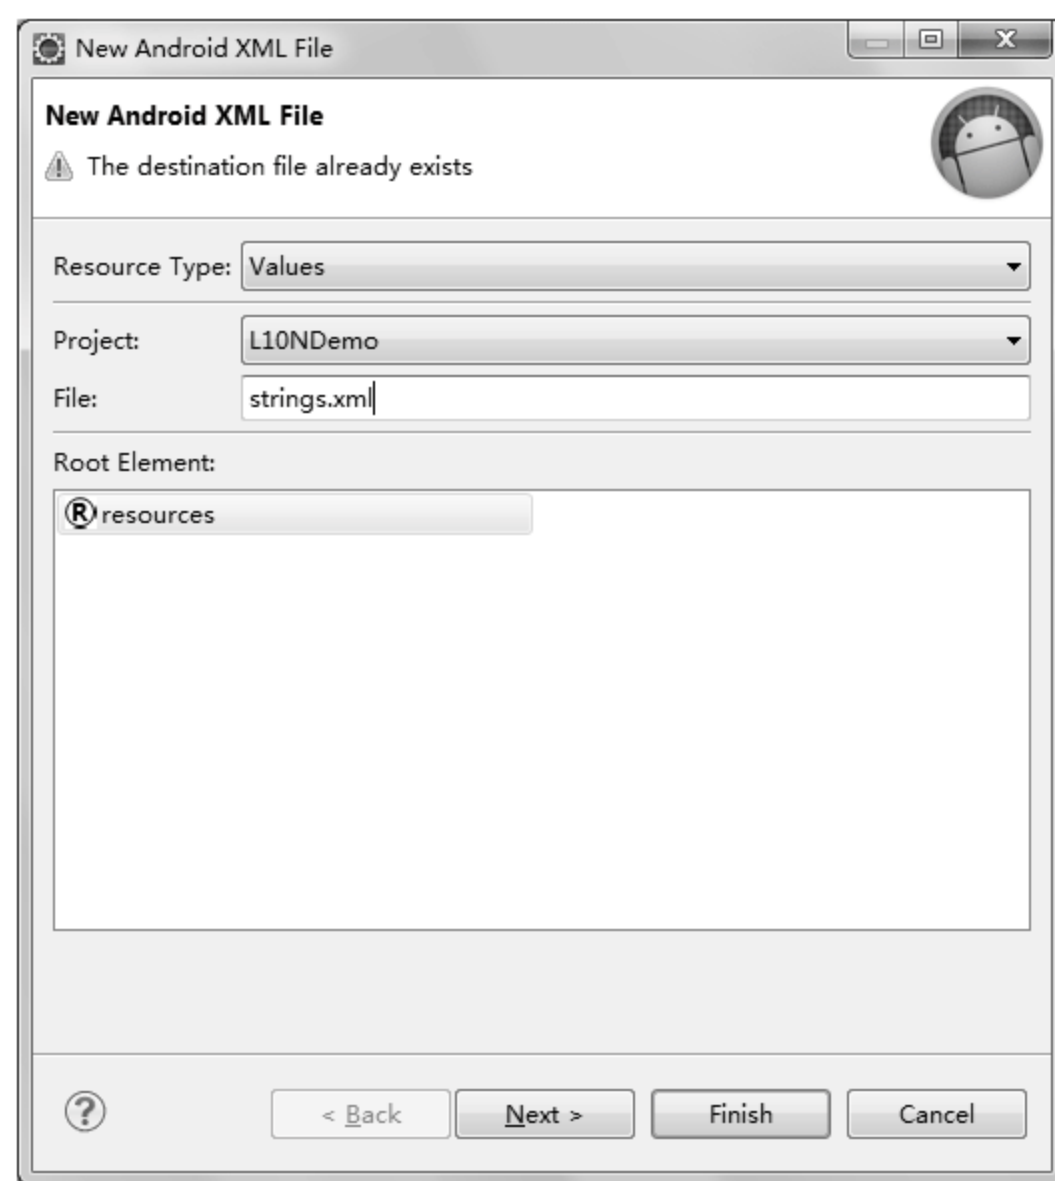 New Android XML File
New Android XML File
The destination file already exists
Resource Type: Values
Project: L10NDemo
File: strings.xml
Root Element:
R resources
? < Back Next > Finish Cancel